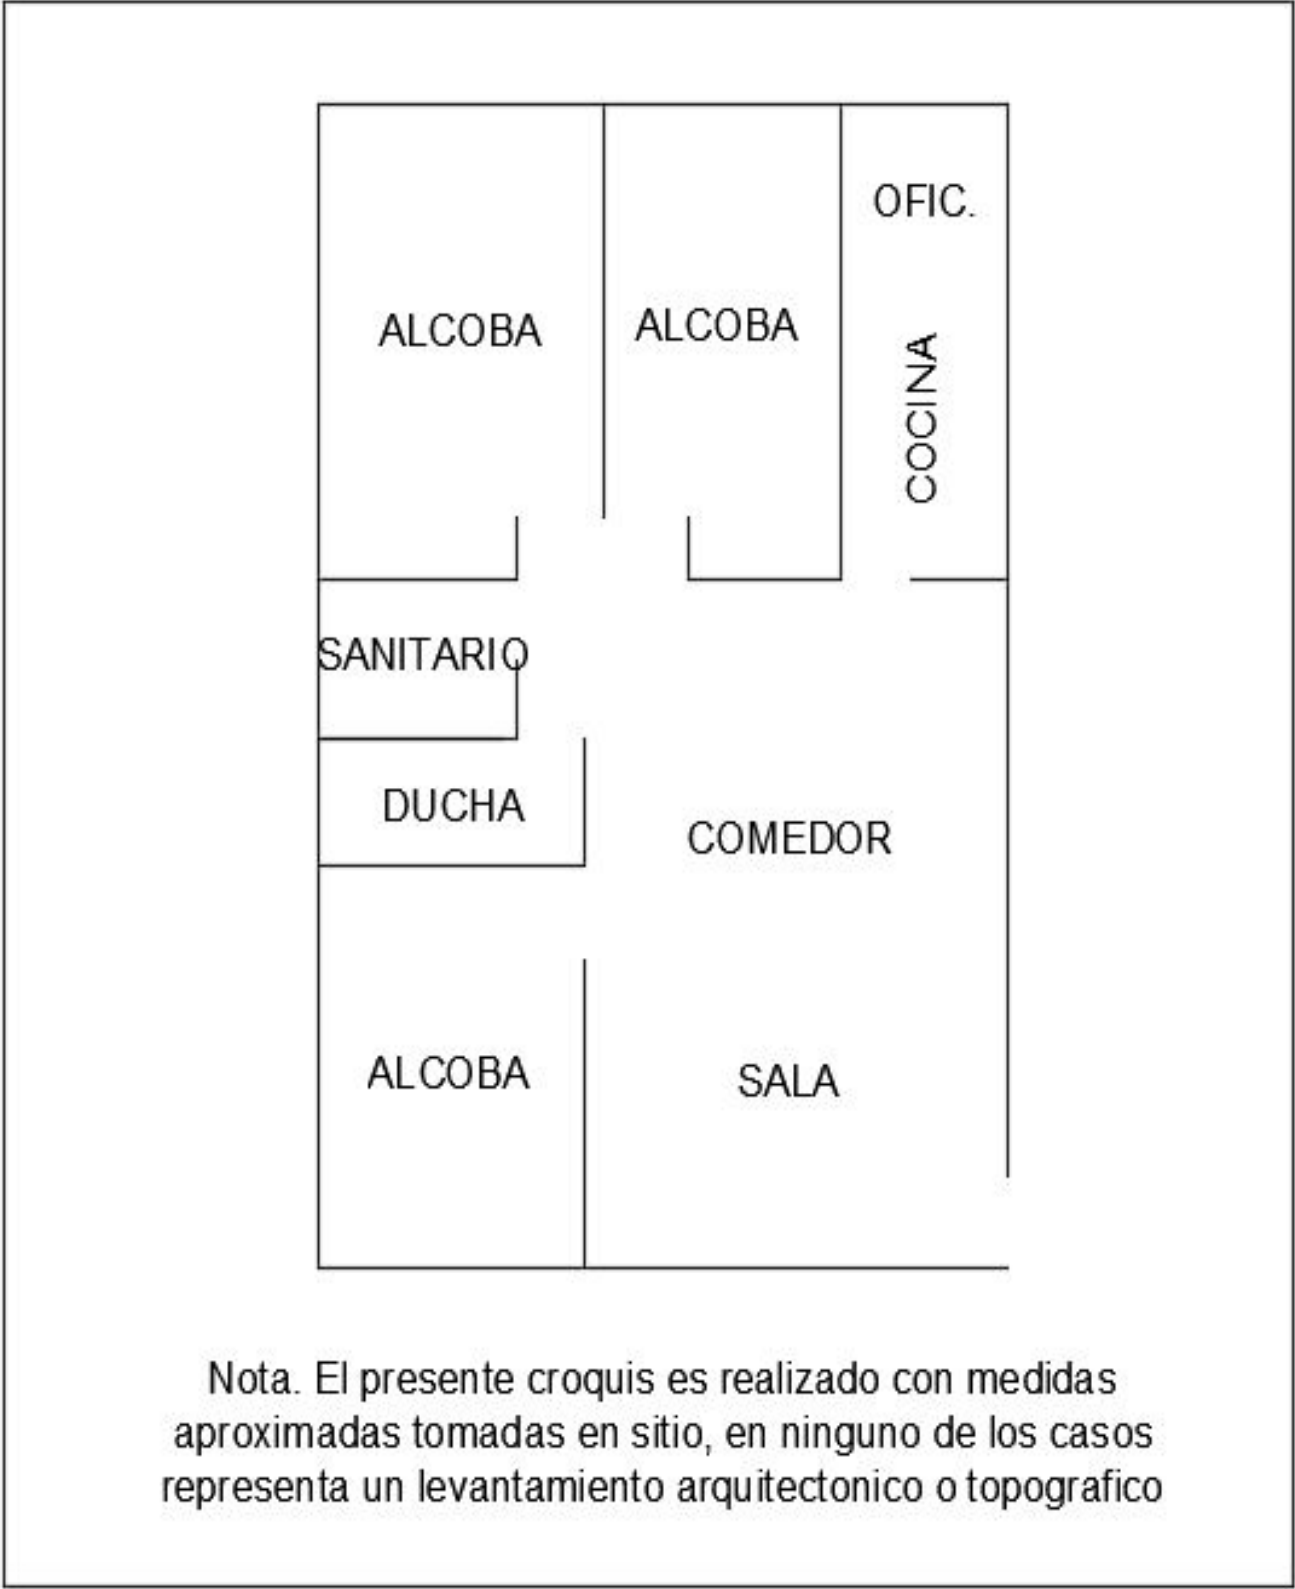 OFIC.
ALCOBA
ALCOBA
COCINA
SANITARIO
DUCHA
COMEDOR
ALCOBA
SALA
Nota. El presente croquis es realizado con medidas
aproximadas tomadas en sitio, en ninguno de los casos
representa un levantamiento arquitectonico o topografico